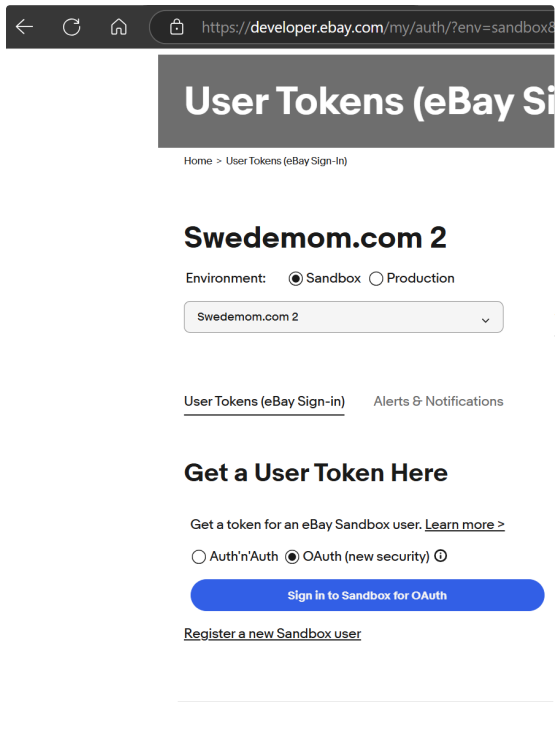 https://developer.ebay.com/my/auth/?env=sandbox&
User Tokens (eBay Si
Home > User Tokens (eBay Sign-In)
Swedemom.com 2
Environment: Sandbox Production
Swedemom.com 2
User Tokens (eBay Sign-in) Alerts & Notifications
Get a User Token Here
Get a token for an eBay Sandbox user. Learn more >
Auth'n'Auth OAuth (new security)
Sign in to Sandbox for OAuth
Register a new Sandbox user